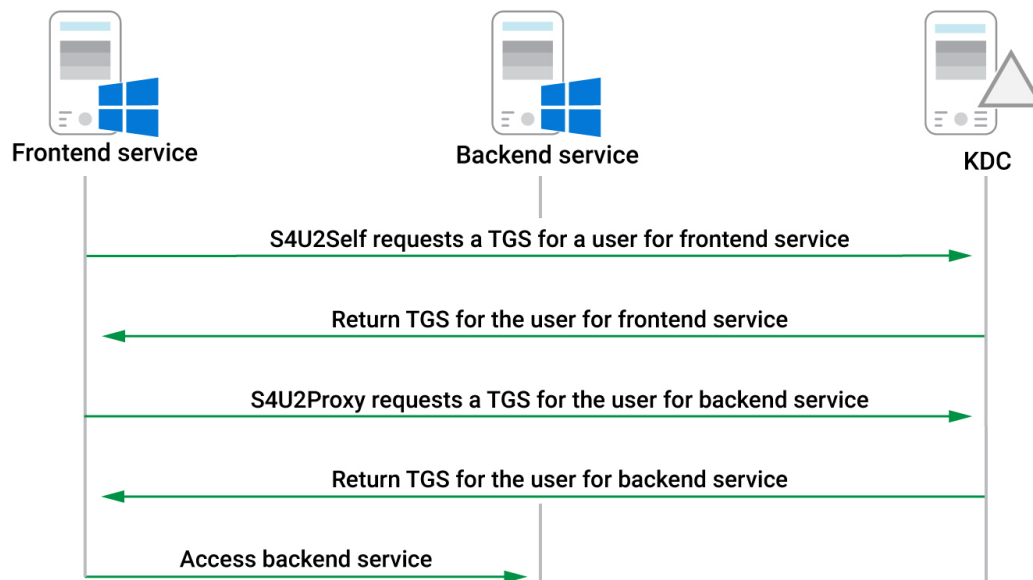 Frontend service
Backend service
KDC
S4U2Self requests a TGS for a user for frontend service
Return TGS for the user for frontend service
S4U2Proxy requests a TGS for the user for backend service
Return TGS for the user for backend service
Access backend service